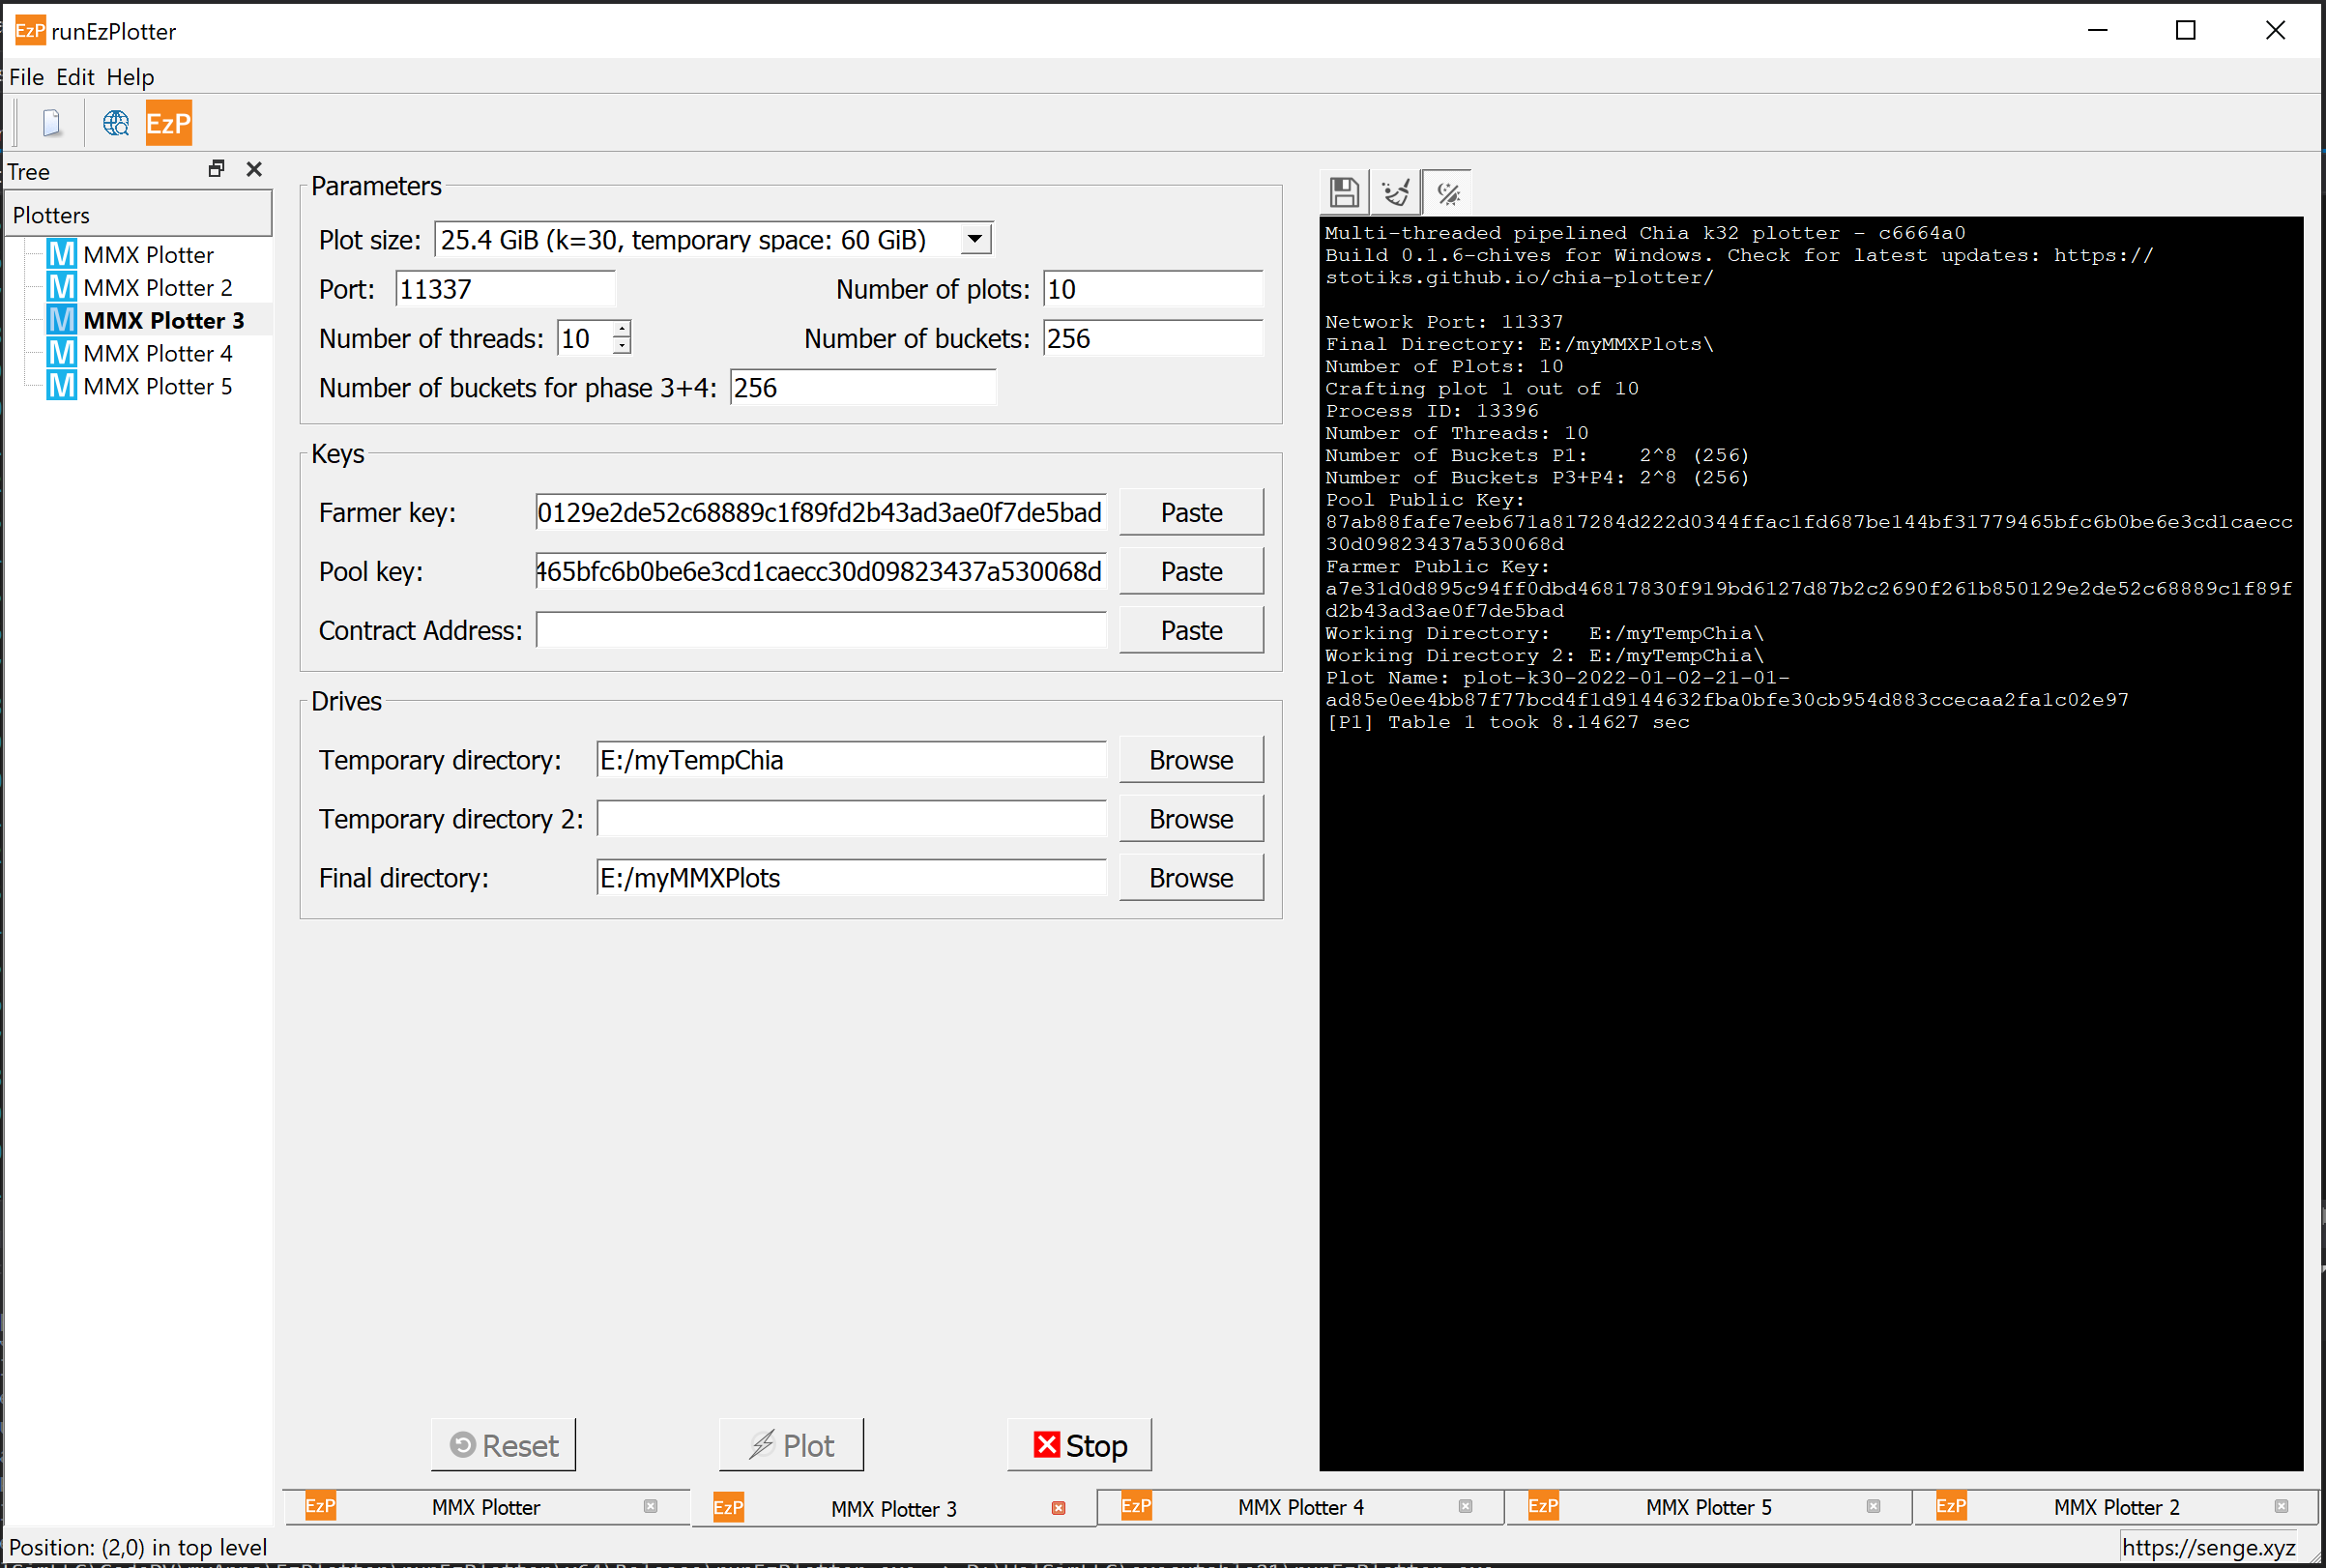 EzP runEzPlotter
File Edit Help
EzP
Tree
Plotters
M MMX Plotter
M MMX Plotter 2
M MMX Plotter 3
M MMX Plotter 4
M MMX Plotter 5
Parameters
Plot size: 25.4 GiB (k=30, temporary space: 60 GiB)
Port: 11337 Number of plots: 10
Number of threads: 10 Number of buckets: 256
Number of buckets for phase 3+4: 256
Keys
Farmer key: 0129e2de52c68889c1f89fd2b43ad3ae0f7de5bad Paste
Pool key: 465bfc6b0be6e3cd1caecc30d09823437a530068d Paste
Contract Address: Paste
Drives
Temporary directory: E:/myTempChia Browse
Temporary directory 2: Browse
Final directory: E:/myMMXPlots Browse
Reset Plot Stop
Multi-threaded pipelined Chia k32 plotter - c6664a0
Build 0.1.6-chives for Windows. Check for latest updates: https://
stotiks.github.io/chia-plotter/
Network Port: 11337
Final Directory: E:/myMMXPlots\
Number of Plots: 10
Crafting plot 1 out of 10
Process ID: 13396
Number of Threads: 10
Number of Buckets P1: 2^8 (256)
Number of Buckets P3+P4: 2^8 (256)
Pool Public Key:
87ab88fafe7eeb671a817284d222d0344ffac1fd687be144bf31779465bfc6b0be6e3cd1caecc
30d09823437a530068d
Farmer Public Key:
a7e31d0d895c94ff0dbd46817830f919bd6127d87b2c2690f261b850129e2de52c68889c1f89f
d2b43ad3ae0f7de5bad
Working Directory: E:/myTempChia\
Working Directory 2: E:/myTempChia\
Plot Name: plot-k30-2022-01-02-21-01-
ad85e0ee4bb87f77bcd4f1d9144632fba0bfe30cb954d883ccecaa2fa1c02e97
[P1] Table 1 took 8.14627 sec
EzP MMX Plotter EzP MMX Plotter 3 EzP MMX Plotter 4 EzP MMX Plotter 5 EzP MMX Plotter 2
Position: (2,0) in top level https://senge.xyz